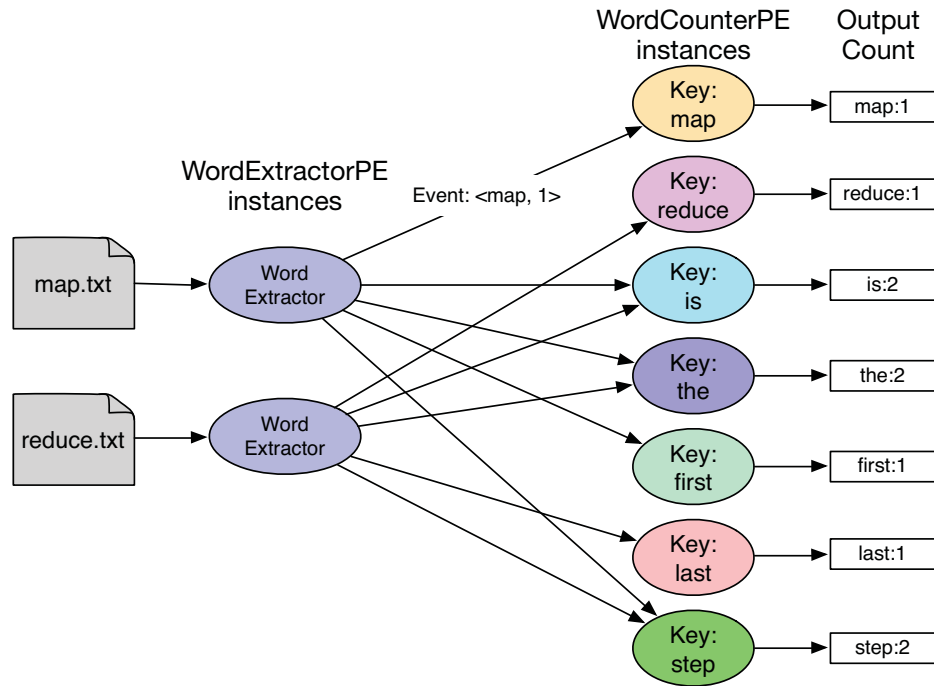 WordCounterPE
instances
Output
Count
Key:
map
map:1
WordExtractorPE
instances
Event: <map, 1>
Key:
reduce
reduce:1
map.txt
Word
Extractor
Key:
is
is:2
Key:
the
the:2
reduce.txt
Word
Extractor
Key:
first
first:1
Key:
last
last:1
Key:
step
step:2